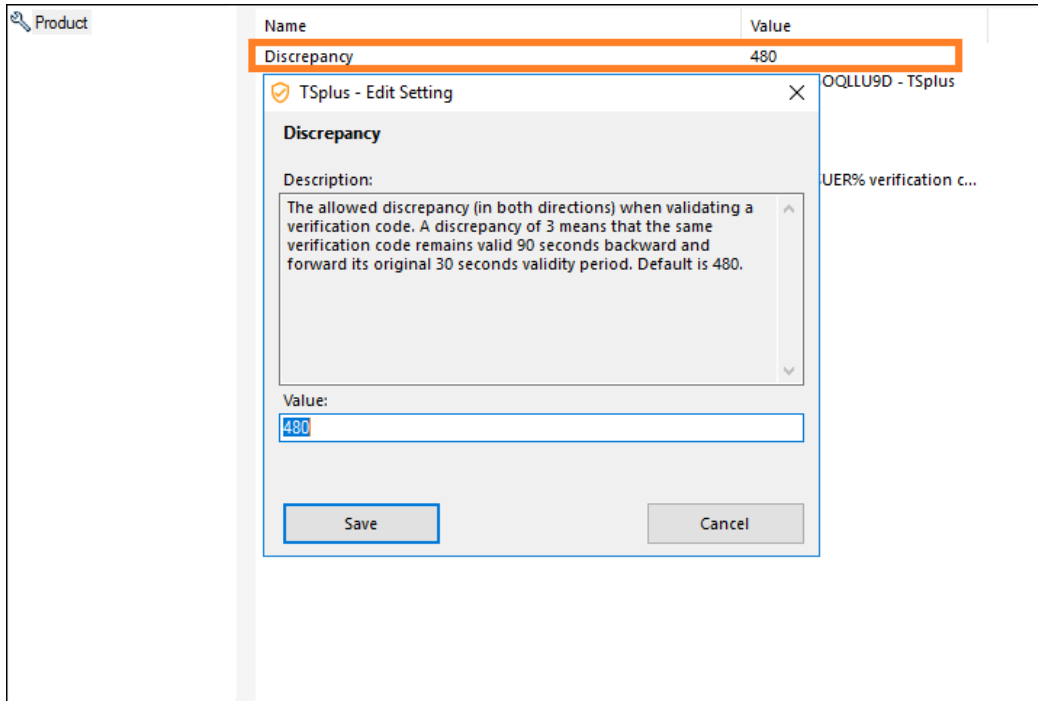 Product
Name Value
Discrepancy 480
TSplus - Edit Setting
OQLLU9D - TSplus
Discrepancy
Description:
UER% verification c...
The allowed discrepancy (in both directions) when validating a
verification code. A discrepancy of 3 means that the same
verification code remains valid 90 seconds backward and
forward its original 30 seconds validity period. Default is 480.
Value:
480
Save Cancel